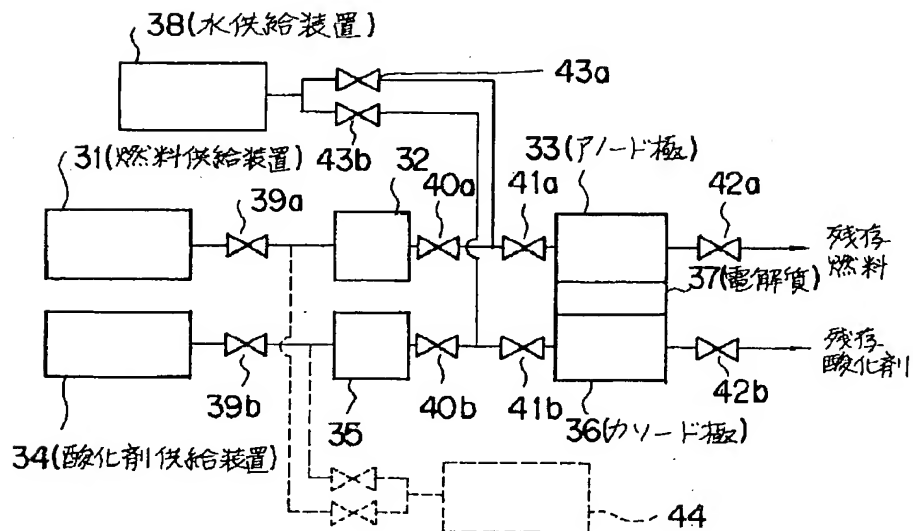 38(水供給装置)
43a
43b
31(燃料供給装置)
39a
32
40a
41a
33(アノード極)
42a
残存
燃料
37(電解質)
残存
酸化剤
39b
35
40b
41b
42b
36(カソード極)
34(酸化剤供給装置)
44